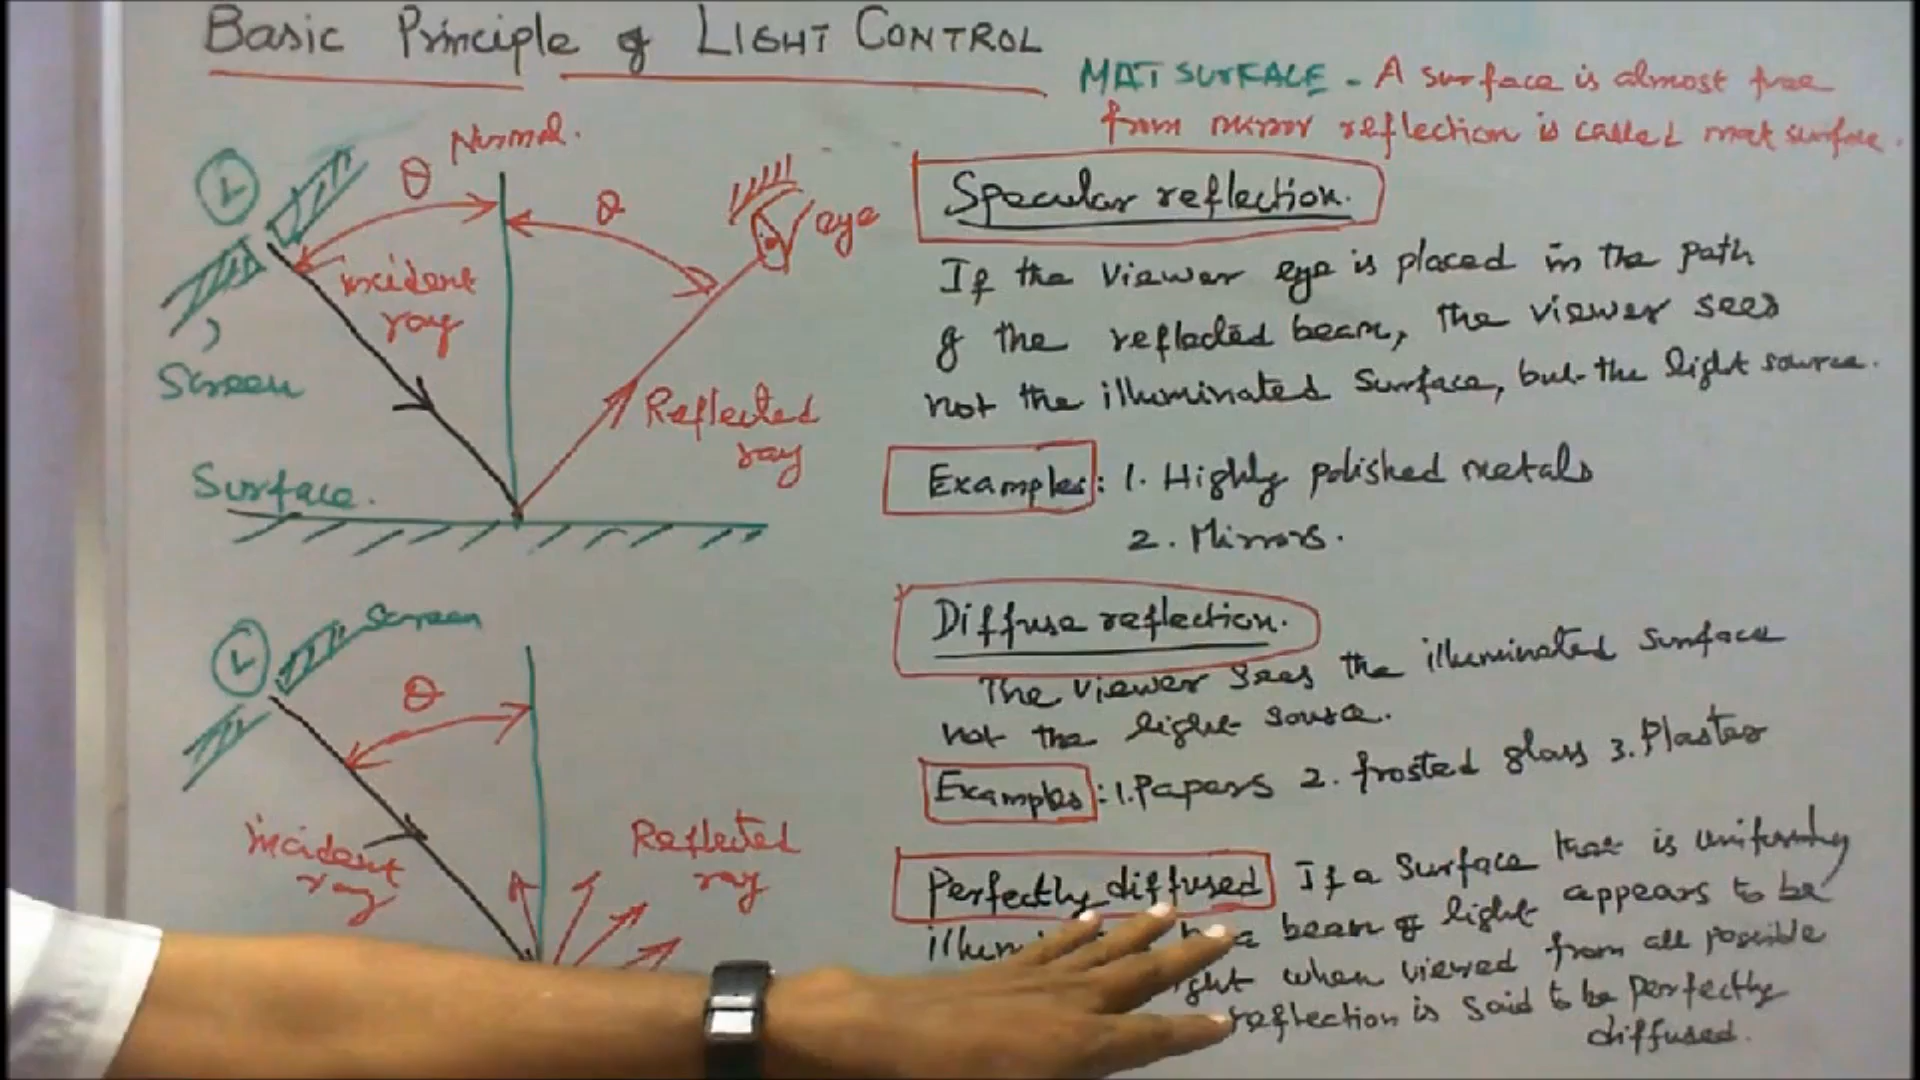 Basic Principle of LIGHT CONTROL
MAT SURFACE - A surface is almost free
from mirror reflection is called mat surface.
Normal.
L
θ
θ
eye
incident
ray
Screen
Reflected
ray
Surface.
Specular reflection.
If the viewer eye is placed in the path
of the reflected beam, the viewer sees
not the illuminated surface, but the light source.
Examples: 1. Highly polished metals
2. Mirrors.
L
Screen
θ
incident
ray
Reflected
ray
Diffuse reflection.
The viewer sees the illuminated surface
not the light source.
Examples: 1. Papers 2. frosted glass 3. Plaster
Perfectly diffused If a surface that is uniformly
illum a beam of light appears to be
ght when viewed from all possible
reflection is said to be perfectly
diffused.